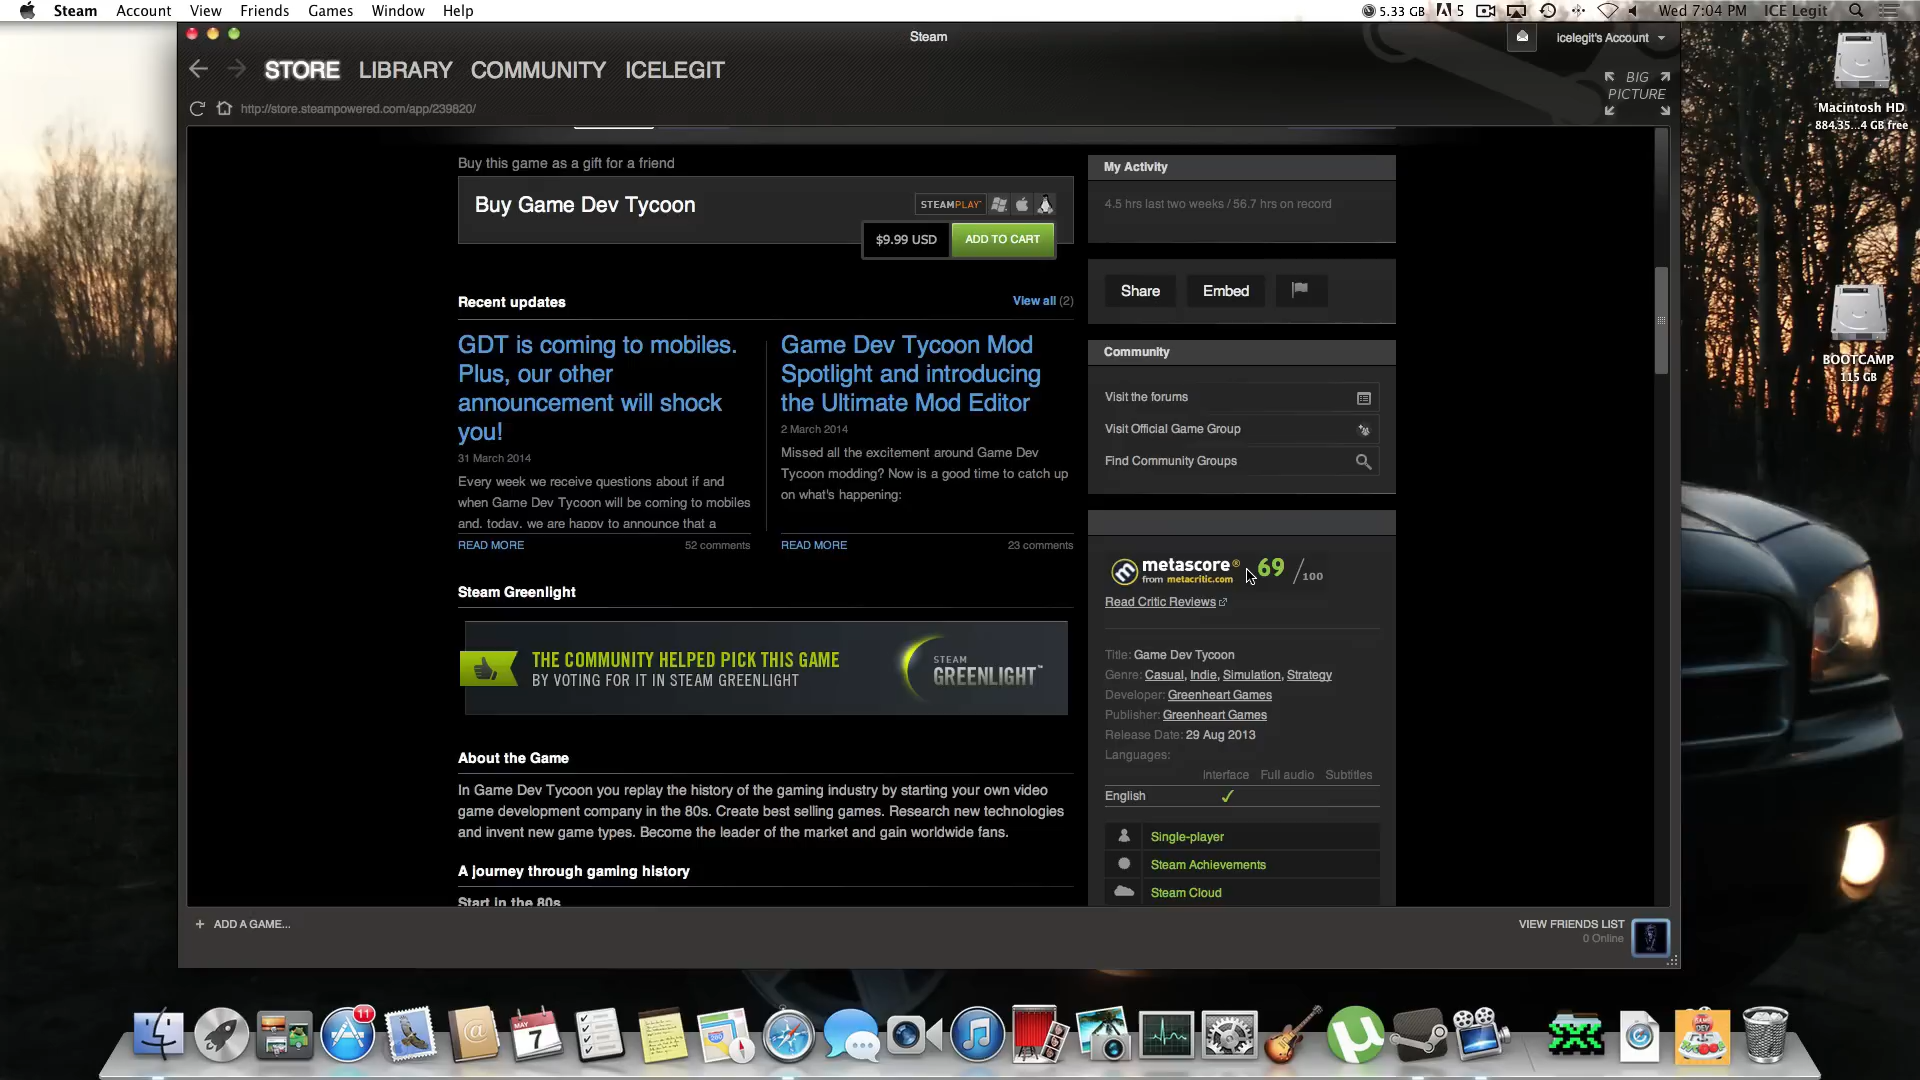 Steam Account View Friends Games Window Help
5.33 GB 5 Wed 7:04 PM ICE Legit
Steam
icelegit's Account
STORE LIBRARY COMMUNITY ICELEGIT
BIG
PICTURE
http://store.steampowered.com/app/239820/
Macintosh HD
884.35...4 GB free
BOOTCAMP
115 GB
Buy this game as a gift for a friend
Buy Game Dev Tycoon
STEAMPLAY
$9.99 USD ADD TO CART
Recent updates View all (2)
GDT is coming to mobiles.
Plus, our other
announcement will shock
you!
31 March 2014
Every week we receive questions about if and
when Game Dev Tycoon will be coming to mobiles
and, today, we are happy to announce that a
READ MORE 52 comments
Game Dev Tycoon Mod
Spotlight and introducing
the Ultimate Mod Editor
2 March 2014
Missed all the excitement around Game Dev
Tycoon modding? Now is a good time to catch up
on what's happening:
READ MORE 23 comments
Steam Greenlight
THE COMMUNITY HELPED PICK THIS GAME
BY VOTING FOR IT IN STEAM GREENLIGHT
STEAM
GREENLIGHT™
About the Game
In Game Dev Tycoon you replay the history of the gaming industry by starting your own video
game development company in the 80s. Create best selling games. Research new technologies
and invent new game types. Become the leader of the market and gain worldwide fans.
A journey through gaming history
Start in the 80s
My Activity
4.5 hrs last two weeks / 56.7 hrs on record
Share Embed
Community
Visit the forums
Visit Official Game Group
Find Community Groups
metascore® 69 /100
from metacritic.com
Read Critic Reviews
Title: Game Dev Tycoon
Genre: Casual, Indie, Simulation, Strategy
Developer: Greenheart Games
Publisher: Greenheart Games
Release Date: 29 Aug 2013
Languages:
Interface Full audio Subtitles
English ✓
Single-player
Steam Achievements
Steam Cloud
+ ADD A GAME...
VIEW FRIENDS LIST
0 Online
11
MAY
7
GAME
DEV